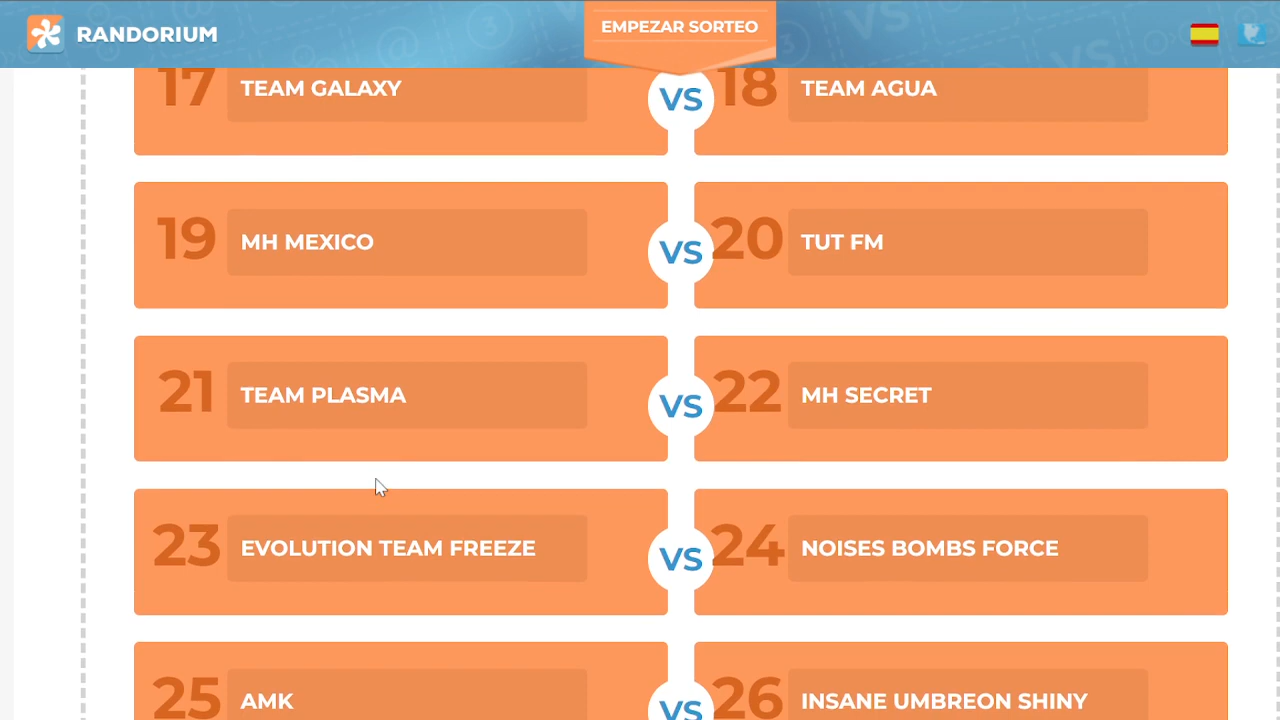 RANDORIUM
EMPEZAR SORTEO
17 TEAM GALAXY VS 18 TEAM AGUA
19 MH MEXICO VS 20 TUT FM
21 TEAM PLASMA VS 22 MH SECRET
23 EVOLUTION TEAM FREEZE VS 24 NOISES BOMBS FORCE
25 AMK VS 26 INSANE UMBREON SHINY